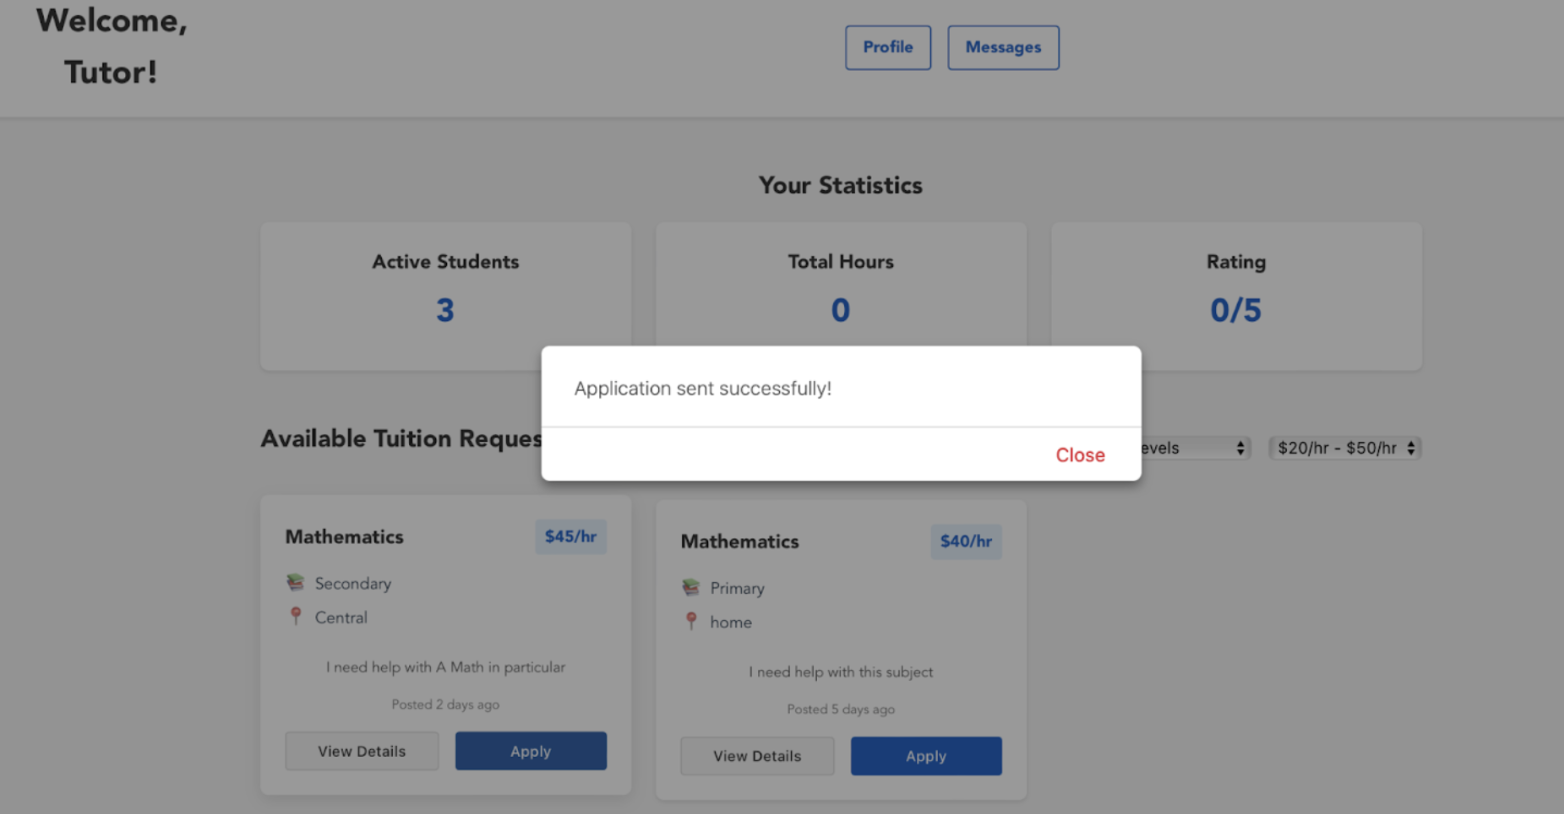 Welcome,
Tutor!
Profile
Messages
Your Statistics
Active Students
3
Total Hours
0
Rating
0/5
Application sent successfully!
Close
Available Tuition Reques
evels
$20/hr - $50/hr
Mathematics
$45/hr
Secondary
Central
I need help with A Math in particular
Posted 2 days ago
View Details
Apply
Mathematics
$40/hr
Primary
home
I need help with this subject
Posted 5 days ago
View Details
Apply